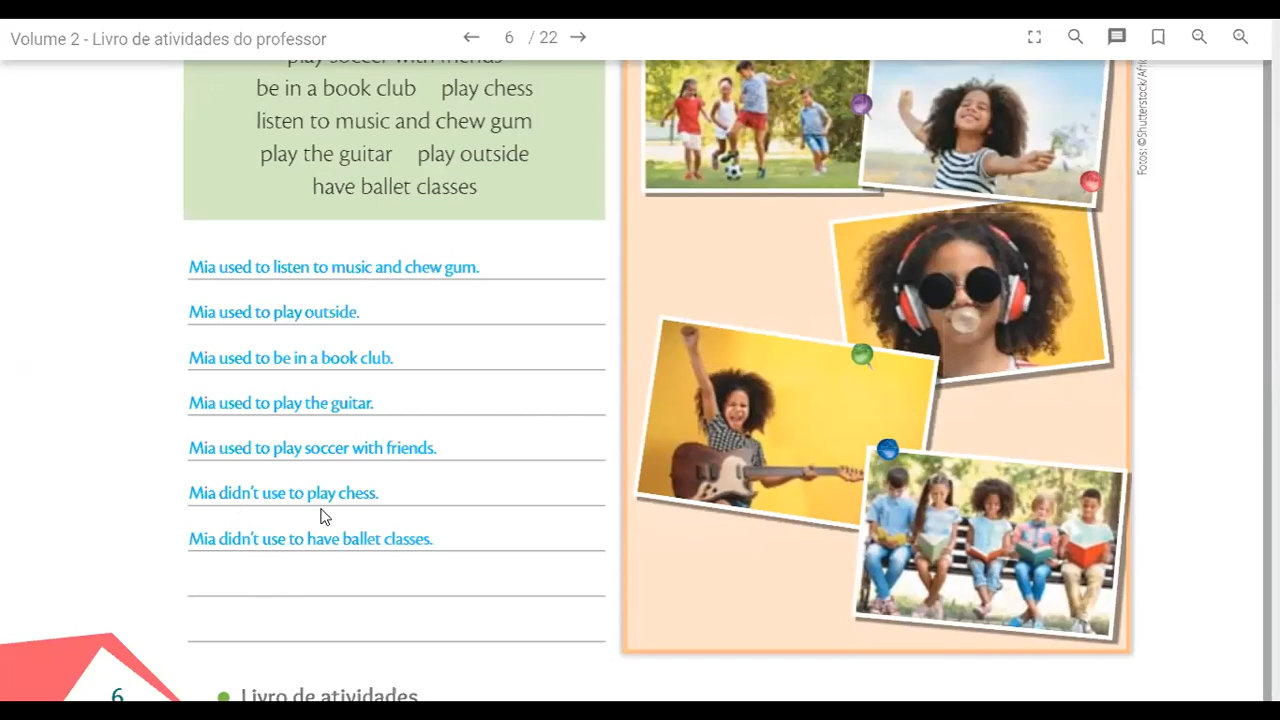 Volume 2 - Livro de atividades do professor
6 / 22
play soccer with friends
be in a book club play chess
listen to music and chew gum
play the guitar play outside
have ballet classes
Mia used to listen to music and chew gum.
Mia used to play outside.
Mia used to be in a book club.
Mia used to play the guitar.
Mia used to play soccer with friends.
Mia didn't use to play chess.
Mia didn't use to have ballet classes.
6
Livro de atividades